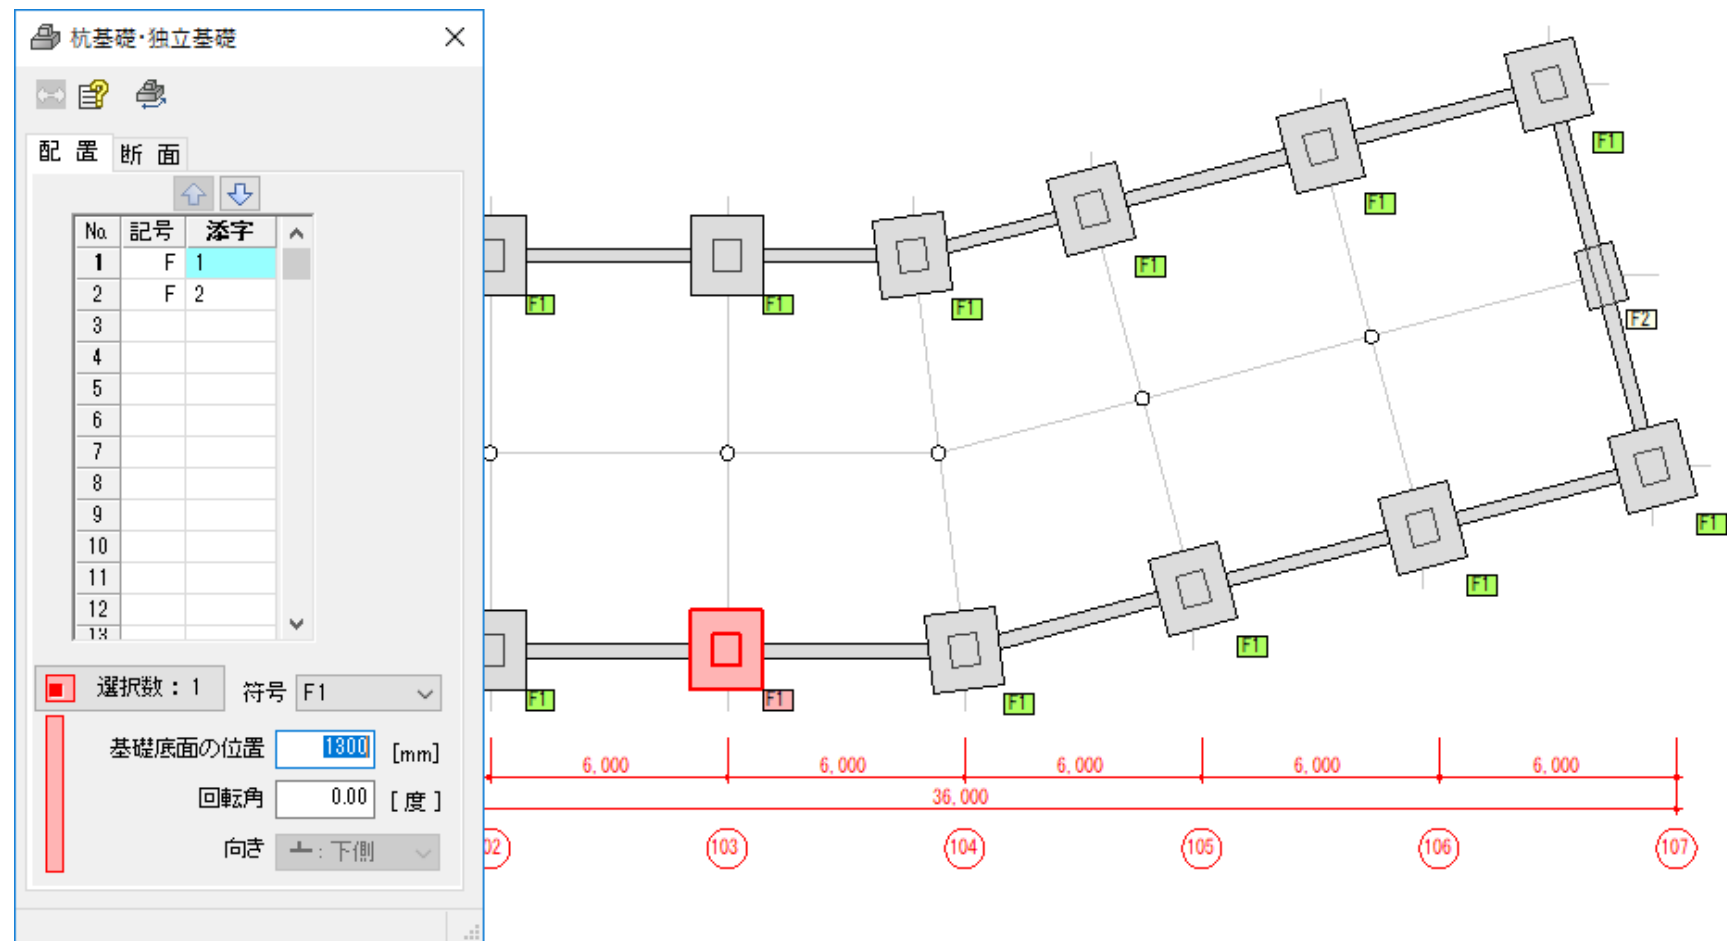 杭基礎・独立基礎
配 置
断 面
No. 記号 添字
1 F 1
2 F 2
3
4
5
6
7
8
9
10
11
12
13
選択数：1
符号 F1
基礎底面の位置 1300 [mm]
回転角 0.00 [度]
向き ┻：下側
F1
F1
F1
F1
F1
F1
F2
F1
F1
F1
F1
F1
F1
6,000 6,000 6,000 6,000 6,000
36,000
02 103 104 105 106 107